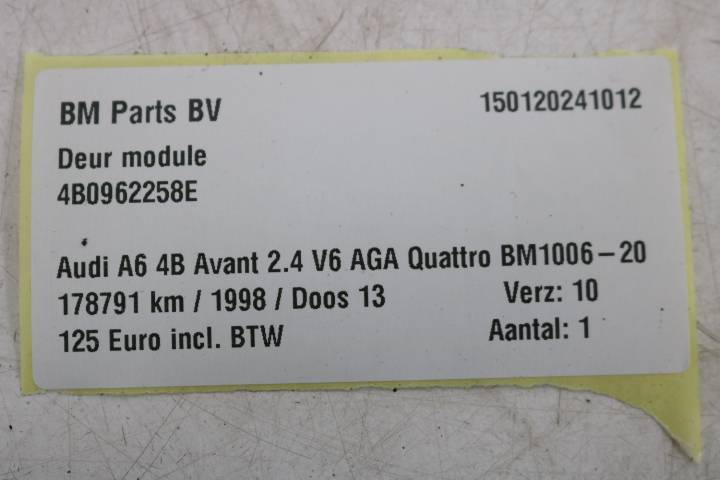 BM Parts BV 150120241012
Deur module
4B0962258E
Audi A6 4B Avant 2.4 V6 AGA Quattro BM1006-20
178791 km / 1998 / Doos 13 Verz: 10
125 Euro incl. BTW Aantal: 1